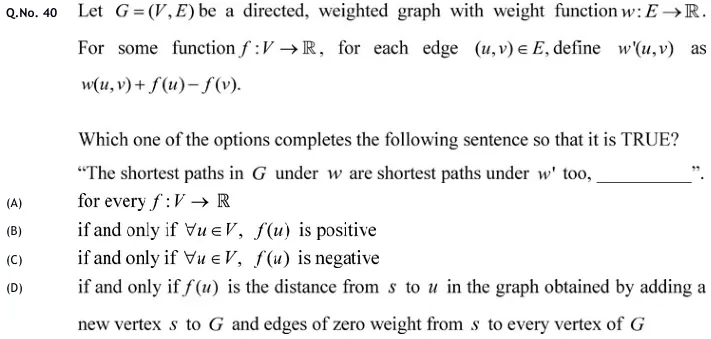 Q.No. 40 Let G = (V, E) be a directed, weighted graph with weight function w: E → ℝ.
For some function f :V → ℝ, for each edge (u, v) ∈ E, define w'(u, v) as
w(u, v) + f(u) − f(v).
Which one of the options completes the following sentence so that it is TRUE?
“The shortest paths in G under w are shortest paths under w' too, __________”.
(A) for every f : V → ℝ
(B) if and only if ∀u ∈ V, f(u) is positive
(C) if and only if ∀u ∈ V, f(u) is negative
(D) if and only if f(u) is the distance from s to u in the graph obtained by adding a
new vertex s to G and edges of zero weight from s to every vertex of G